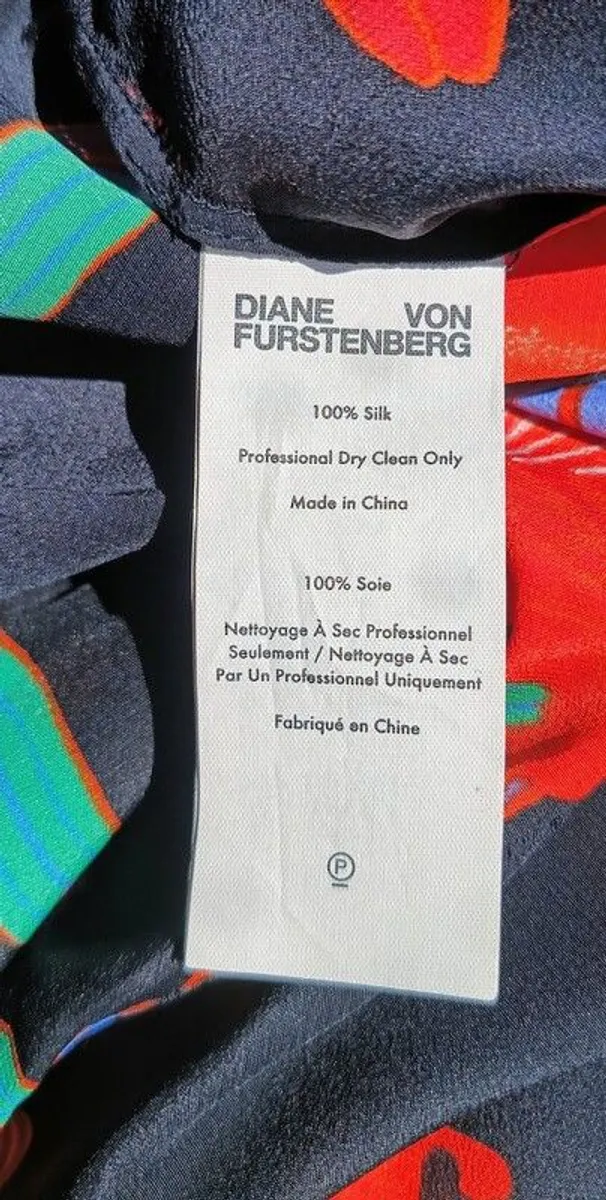 DIANE VON
FURSTENBERG
100% Silk
Professional Dry Clean Only
Made in China
100% Soie
Nettoyage À Sec Professionnel
Seulement / Nettoyage À Sec
Par Un Professionnel Uniquement
Fabriqué en Chine
P